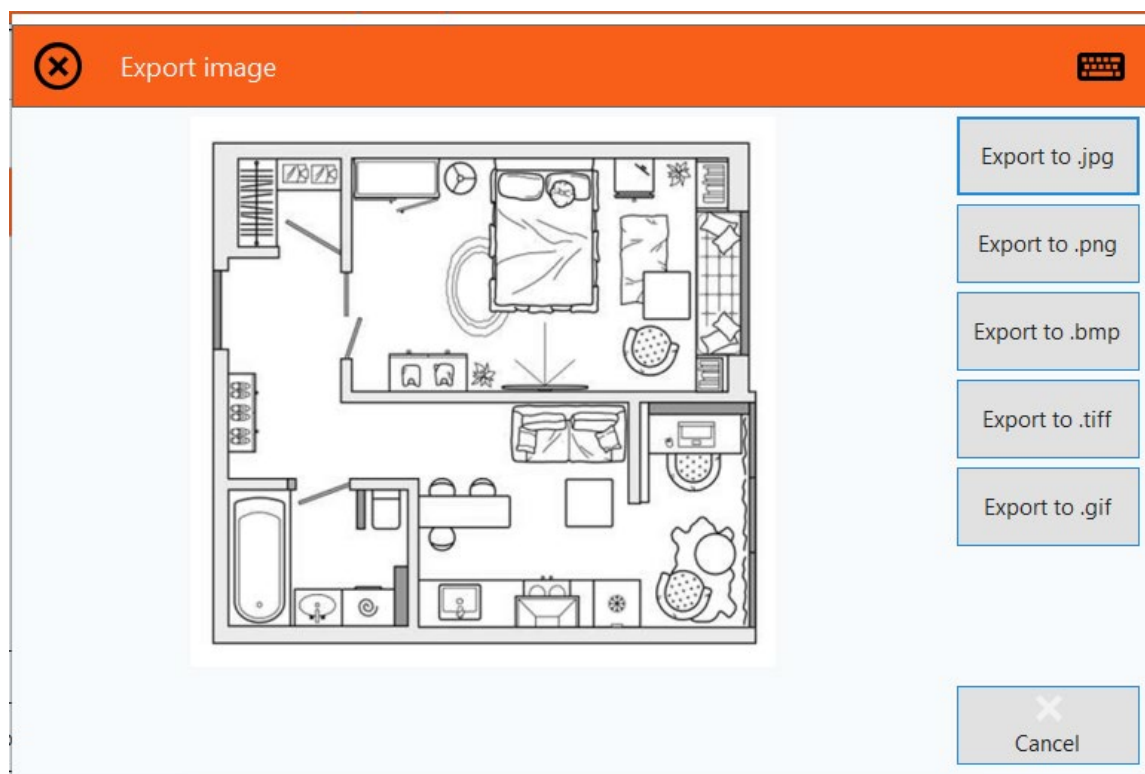 Export image
Export to .jpg
Export to .png
Export to .bmp
Export to .tiff
Export to .gif
Cancel